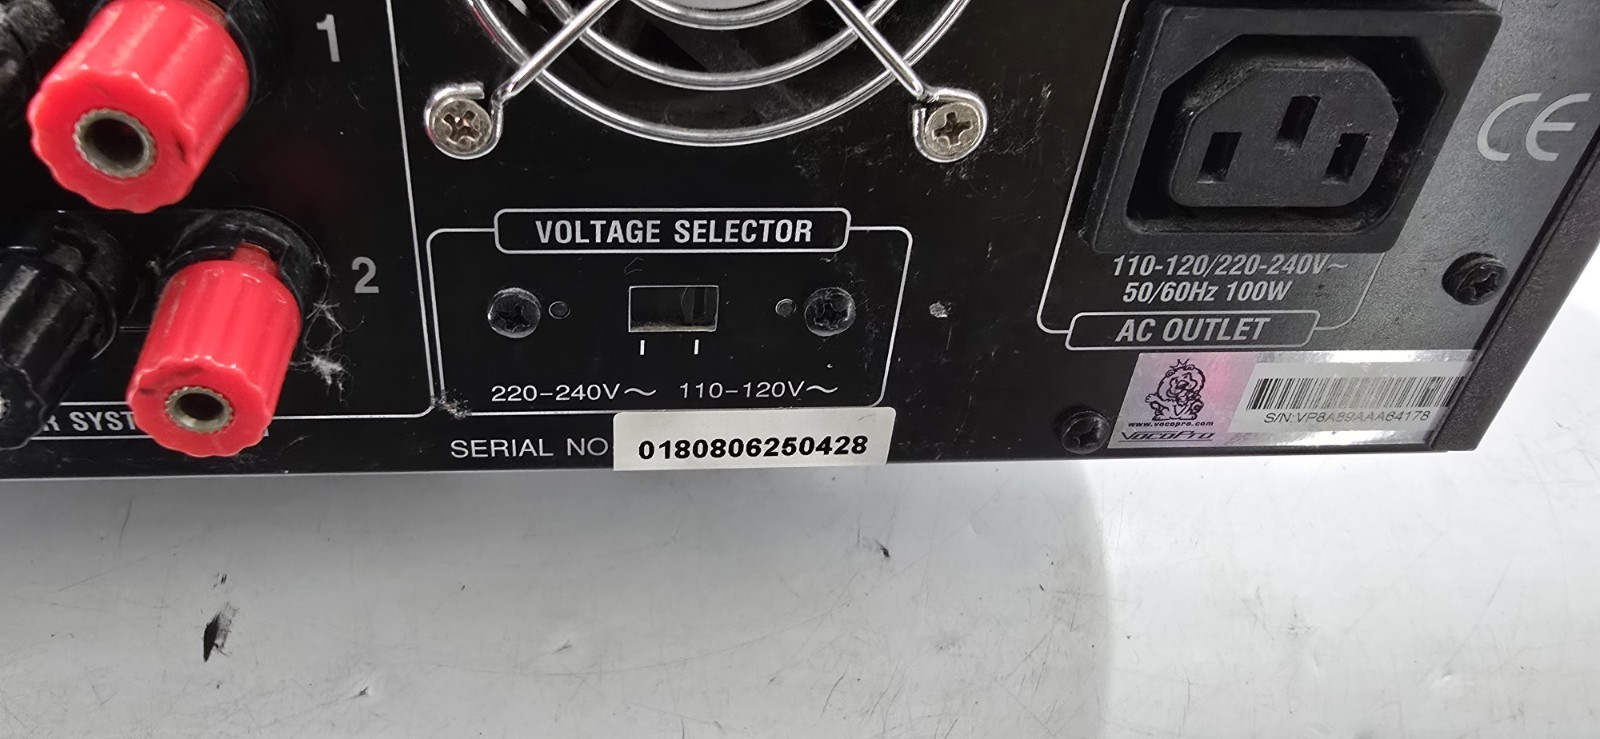 1
2
R SYST
VOLTAGE SELECTOR
220-240V~ 110-120V~
SERIAL NO.
0180806250428
CE
110-120/220-240V~
50/60Hz 100W
AC OUTLET
www.vocopro.com
VocoPro
S/N:VP8A89AAA64178